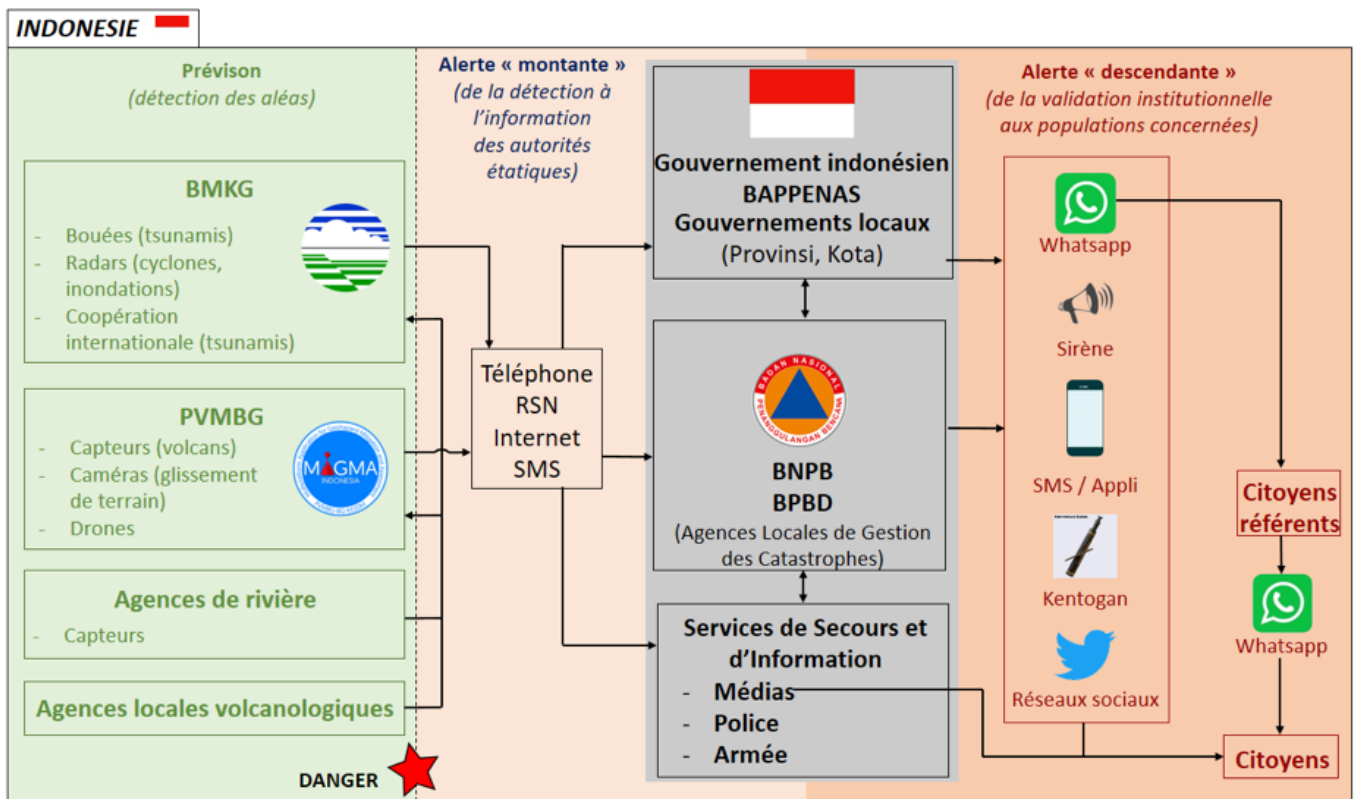 INDONESIE
Prévison
(détection des aléas)
BMKG
- Bouées (tsunamis)
- Radars (cyclones,
inondations)
- Coopération
internationale (tsunamis)
PVMBG
- Capteurs (volcans)
- Caméras (glissement
de terrain)
- Drones
MAGMA
INDONESIA
Agences de rivière
- Capteurs
Agences locales volcanologiques
DANGER
Alerte « montante »
(de la détection à
l’information
des autorités
étatiques)
Téléphone
RSN
Internet
SMS
Gouvernement indonésien
BAPPENAS
Gouvernements locaux
(Provinsi, Kota)
BADAN NASIONAL
PENANGGULANGAN BENCANA
BNPB
BPBD
(Agences Locales de Gestion
des Catastrophes)
Services de Secours et
d’Information
- Médias
- Police
- Armée
Alerte « descendante »
(de la validation institutionnelle
aux populations concernées)
Whatsapp
Sirène
SMS / Appli
Kentogan
Réseaux sociaux
Citoyens
référents
Whatsapp
Citoyens